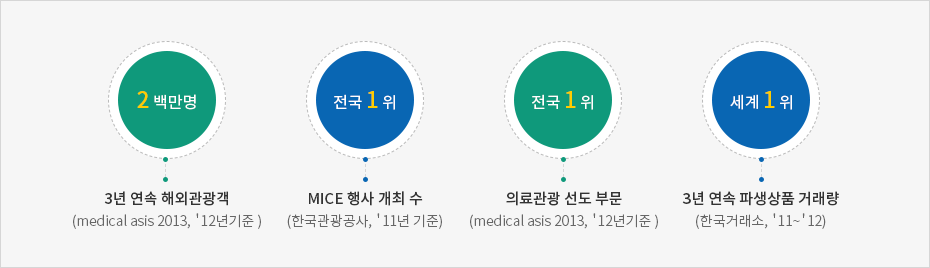 2 백만명
전국 1 위
전국 1 위
세계 1 위
3년 연속 해외관광객
(medical asis 2013, '12년기준 )
MICE 행사 개최 수
(한국관광공사, '11년 기준)
의료관광 선도 부문
(medical asis 2013, '12년기준 )
3년 연속 파생상품 거래량
(한국거래소, '11~'12)